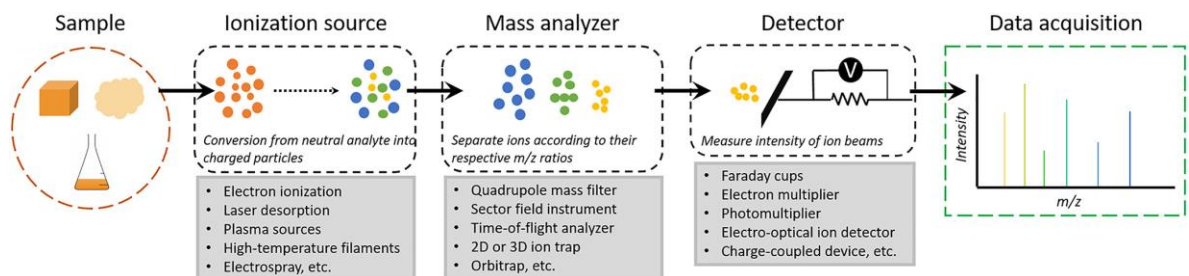 Sample
Ionization source
Mass analyzer
Detector
Data acquisition
Conversion from neutral analyte into
charged particles
• Electron ionization
• Laser desorption
• Plasma sources
• High-temperature filaments
• Electrospray, etc.
Separate ions according to their
respective m/z ratios
• Quadrupole mass filter
• Sector field instrument
• Time-of-flight analyzer
• 2D or 3D ion trap
• Orbitrap, etc.
V
Measure intensity of ion beams
• Faraday cups
• Electron multiplier
• Photomultiplier
• Electro-optical ion detector
• Charge-coupled device, etc.
Intensity
m/z